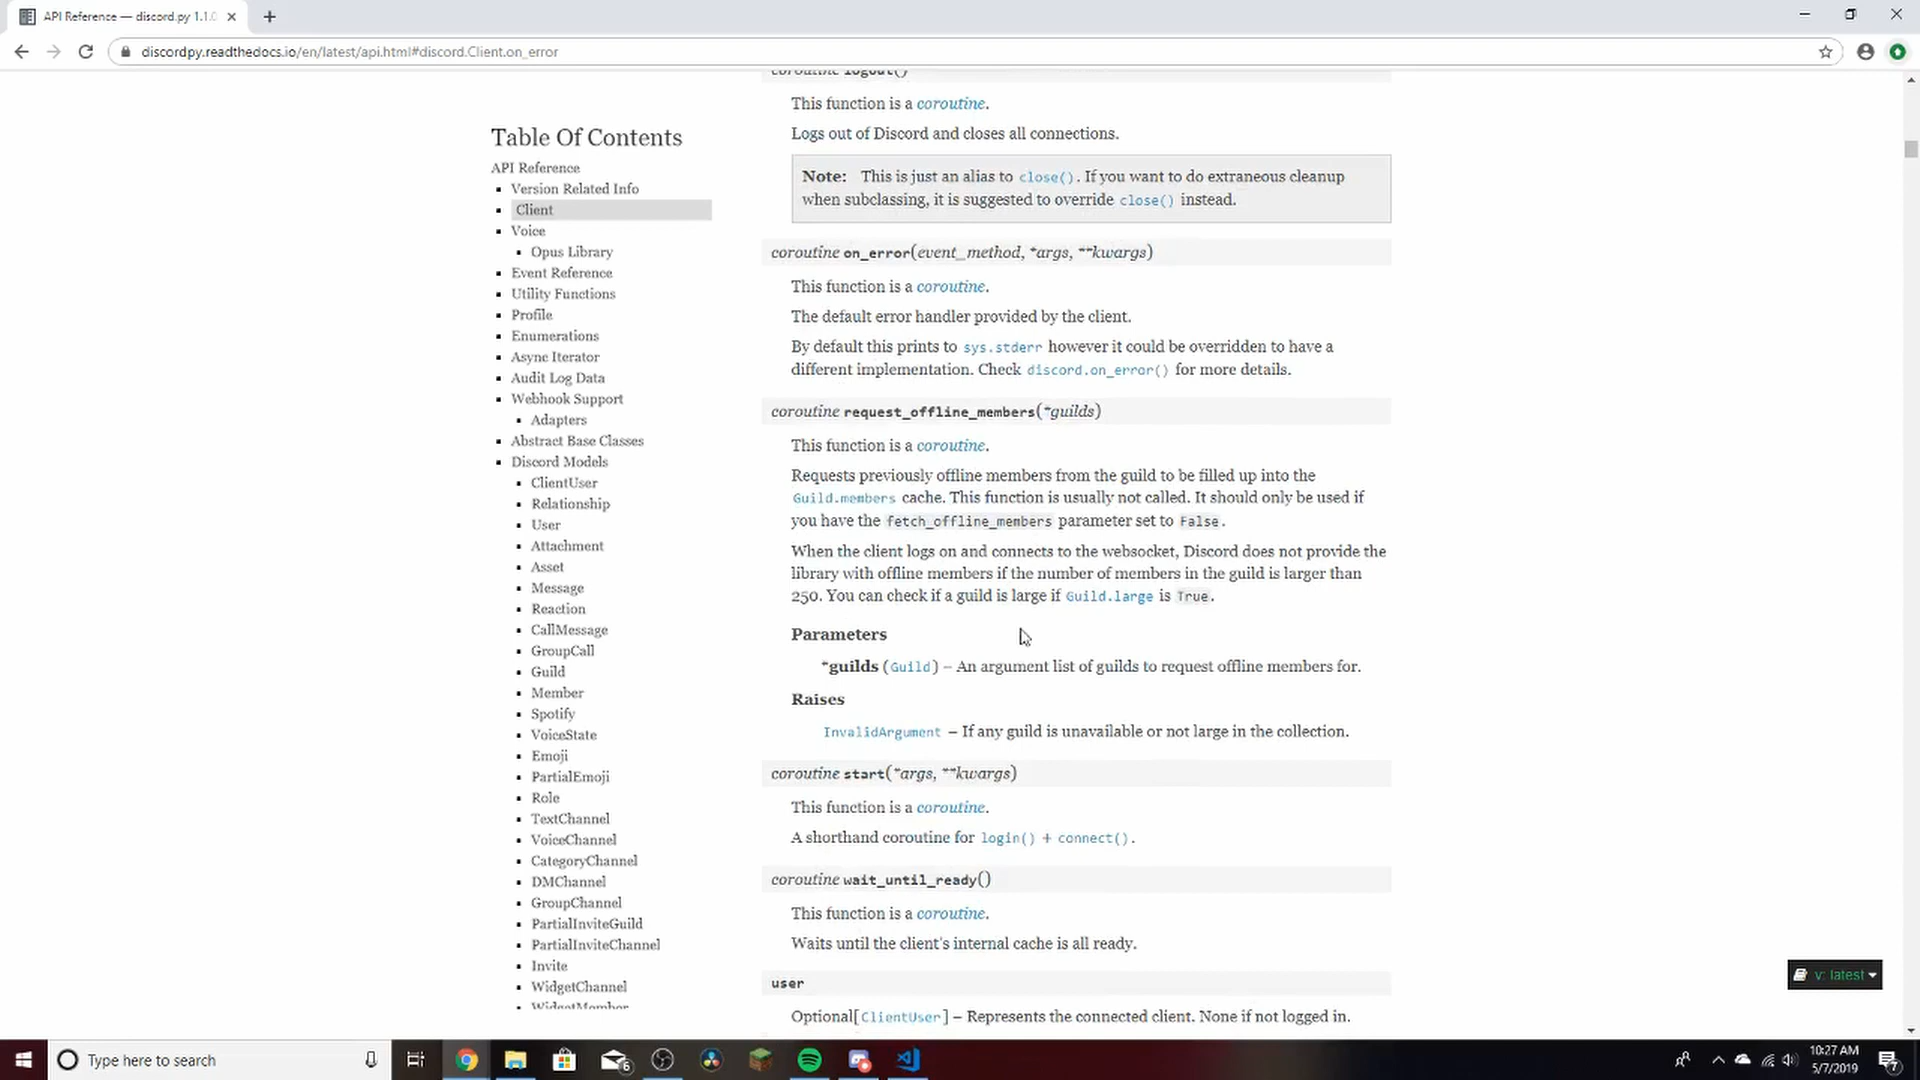 API Reference — discord.py 1.1.0
discordpy.readthedocs.io/en/latest/api.html#discord.Client.on_error
Table Of Contents
API Reference
Version Related Info
Client
Voice
Opus Library
Event Reference
Utility Functions
Profile
Enumerations
Async Iterator
Audit Log Data
Webhook Support
Adapters
Abstract Base Classes
Discord Models
ClientUser
Relationship
User
Attachment
Asset
Message
Reaction
CallMessage
GroupCall
Guild
Member
Spotify
VoiceState
Emoji
PartialEmoji
Role
TextChannel
VoiceChannel
CategoryChannel
DMChannel
GroupChannel
PartialInviteGuild
PartialInviteChannel
Invite
WidgetChannel
WidgetMember
coroutine logout()
This function is a coroutine.
Logs out of Discord and closes all connections.
Note: This is just an alias to close(). If you want to do extraneous cleanup
when subclassing, it is suggested to override close() instead.
coroutine on_error(event_method, *args, **kwargs)
This function is a coroutine.
The default error handler provided by the client.
By default this prints to sys.stderr however it could be overridden to have a
different implementation. Check discord.on_error() for more details.
coroutine request_offline_members(*guilds)
This function is a coroutine.
Requests previously offline members from the guild to be filled up into the
Guild.members cache. This function is usually not called. It should only be used if
you have the fetch_offline_members parameter set to False.
When the client logs on and connects to the websocket, Discord does not provide the
library with offline members if the number of members in the guild is larger than
250. You can check if a guild is large if Guild.large is True.
Parameters
*guilds (Guild) – An argument list of guilds to request offline members for.
Raises
InvalidArgument – If any guild is unavailable or not large in the collection.
coroutine start(*args, **kwargs)
This function is a coroutine.
A shorthand coroutine for login() + connect().
coroutine wait_until_ready()
This function is a coroutine.
Waits until the client's internal cache is all ready.
user
Optional[ClientUser] – Represents the connected client. None if not logged in.
v: latest
Type here to search
6
10:27 AM
5/7/2019
7